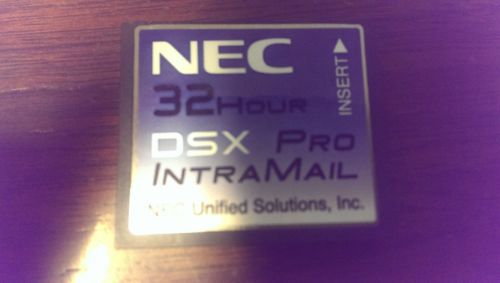 NEC
INSERT
32 HOUR
DSX PRO
INTRAMAIL
NEC Unified Solutions, Inc.